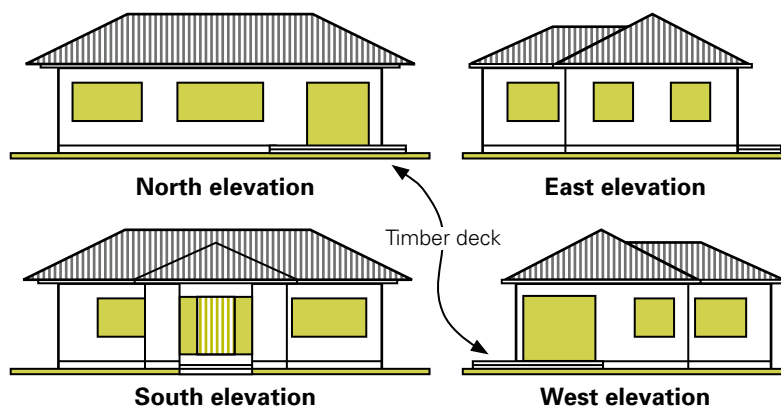 North elevation
East elevation
Timber deck
South elevation
West elevation